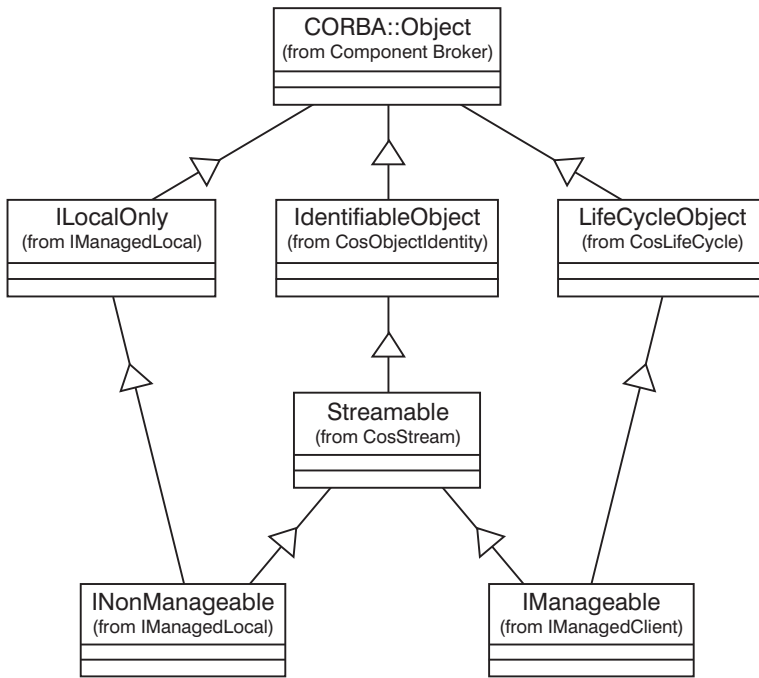 CORBA::Object
(from Component Broker)
ILocalOnly
(from IManagedLocal)
IdentifiableObject
(from CosObjectIdentity)
LifeCycleObject
(from CosLifeCycle)
Streamable
(from CosStream)
INonManageable
(from IManagedLocal)
IManageable
(from IManagedClient)